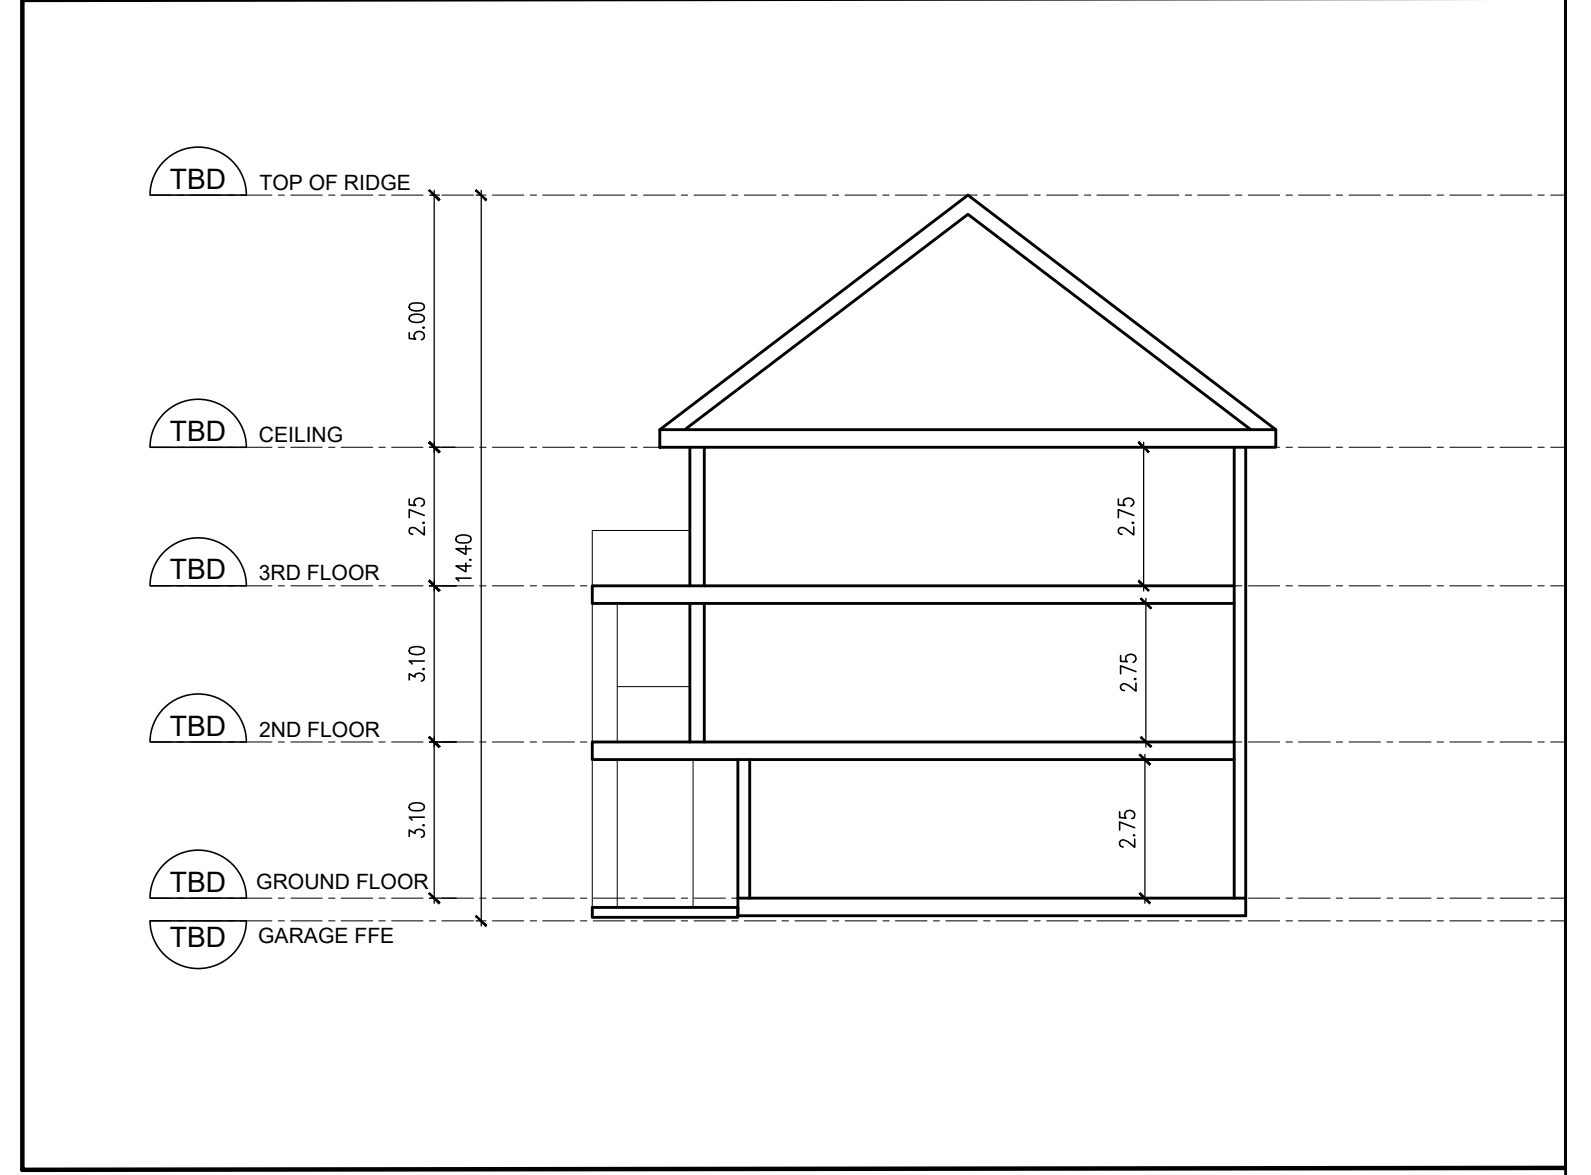 TBD TOP OF RIDGE
5.00
TBD CEILING
2.75
2.75
14.40
TBD 3RD FLOOR
3.10
2.75
TBD 2ND FLOOR
3.10
2.75
TBD GROUND FLOOR
TBD GARAGE FFE